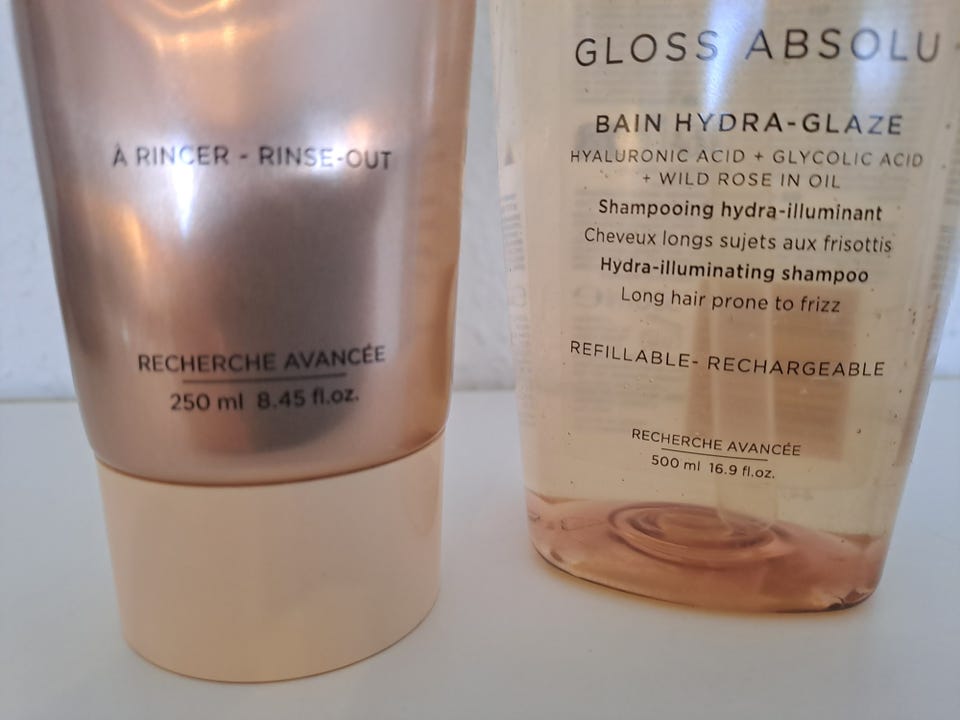 À RINCER - RINSE-OUT
RECHERCHE AVANCÉE
250 ml 8.45 fl.oz.
GLOSS ABSOLU
BAIN HYDRA-GLAZE
HYALURONIC ACID + GLYCOLIC ACID
+ WILD ROSE IN OIL
Shampooing hydra-illuminant
Cheveux longs sujets aux frisottis
Hydra-illuminating shampoo
Long hair prone to frizz
REFILLABLE- RECHARGEABLE
RECHERCHE AVANCÉE
500 ml 16.9 fl.oz.